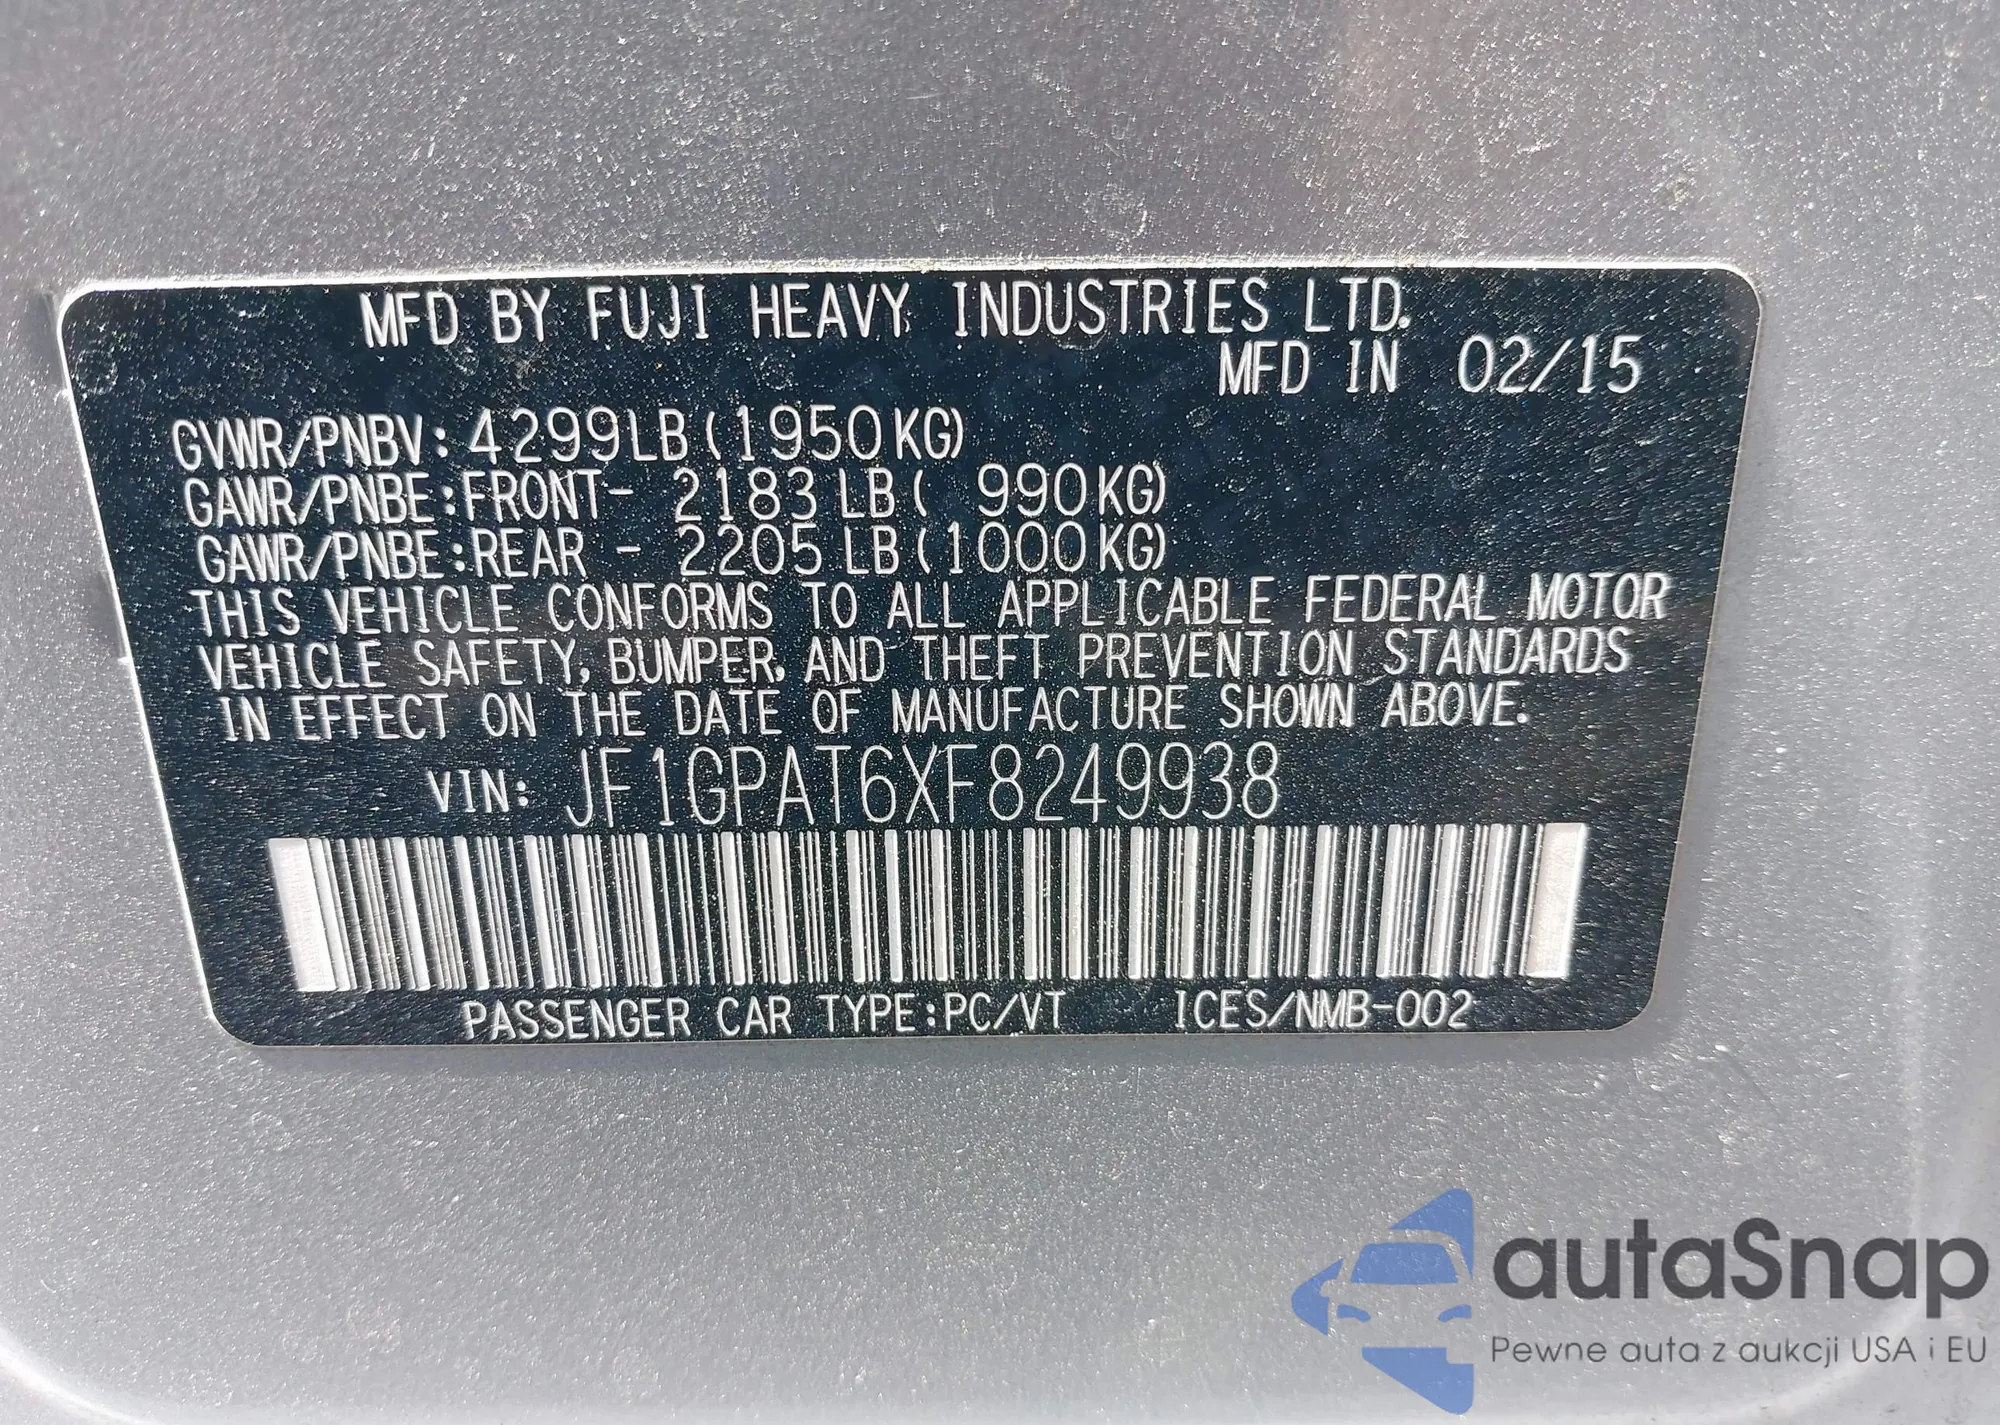 MFD BY FUJI HEAVY INDUSTRIES LTD.
MFD IN 02/15
GVWR/PNBV: 4299LB (1950KG)
GAWR/PNBE:FRONT- 2183 LB ( 990KG)
GAWR/PNBE:REAR - 2205 LB (1000KG)
THIS VEHICLE CONFORMS TO ALL APPLICABLE FEDERAL MOTOR
VEHICLE SAFETY, BUMPER, AND THEFT PREVENTION STANDARDS
IN EFFECT ON THE DATE OF MANUFACTURE SHOWN ABOVE.
VIN: JF1GPAT6XF8249938
PASSENGER CAR TYPE:PC/VT ICES/NMB-002
autaSnap
Pewne auta z aukcji USA i EU